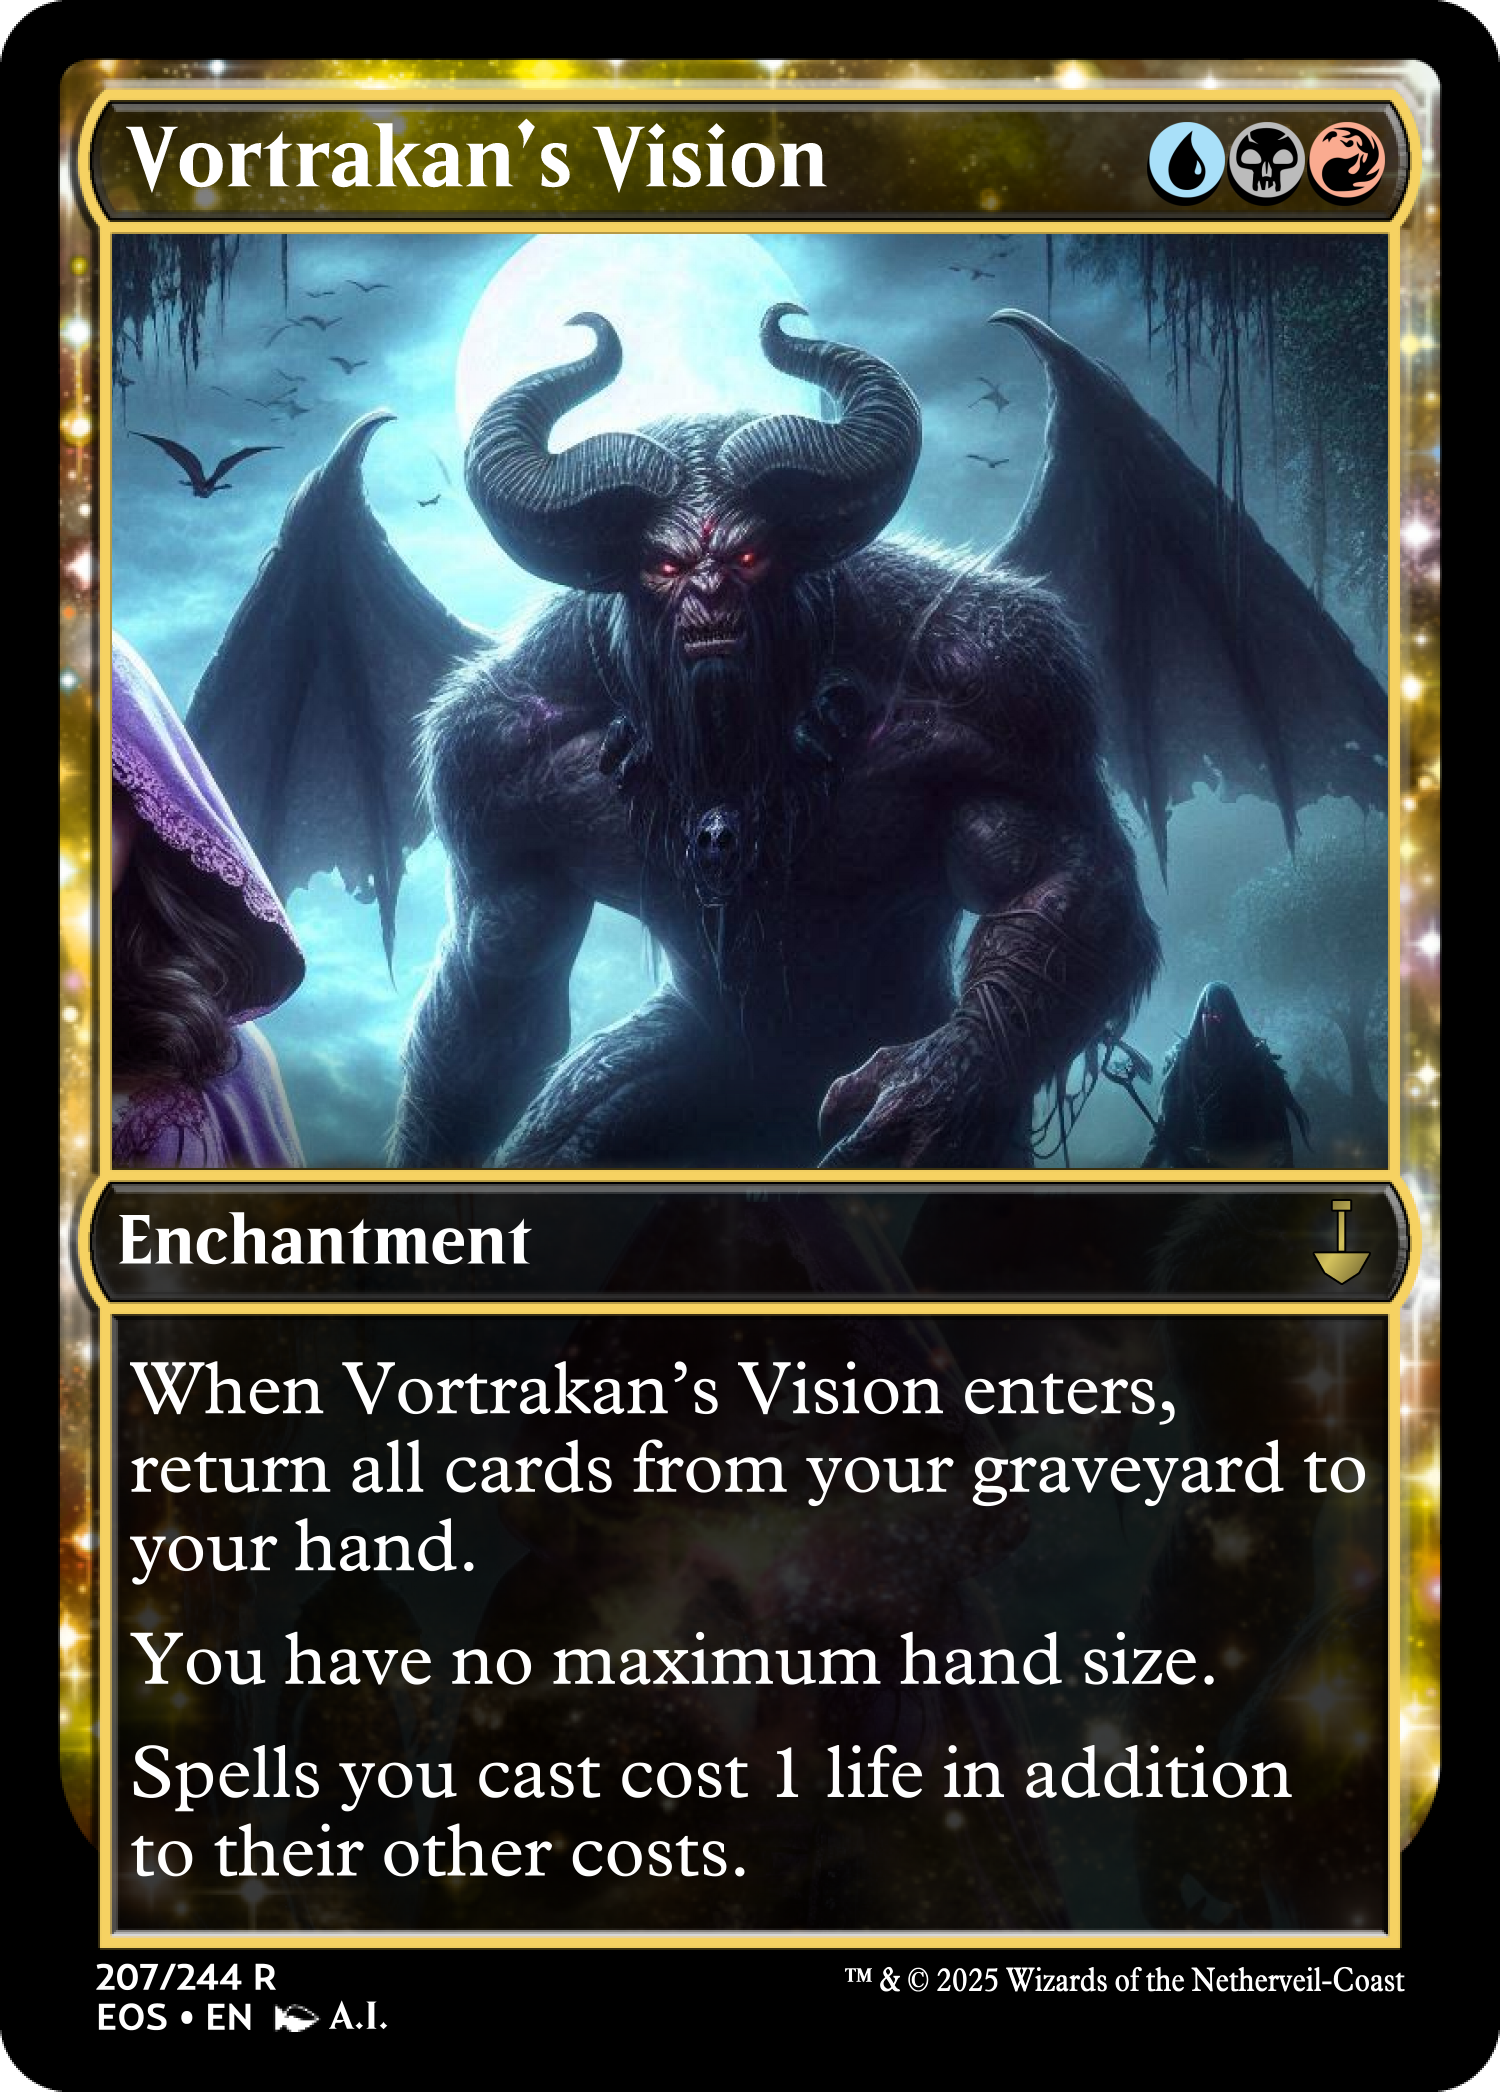 Vortrakan's Vision
Enchantment
When Vortrakan's Vision enters,
return all cards from your graveyard to
your hand.
You have no maximum hand size.
Spells you cast cost 1 life in addition
to their other costs.
207/244 R
™ & © 2025 Wizards of the Netherveil-Coast
EOS • EN A.I.